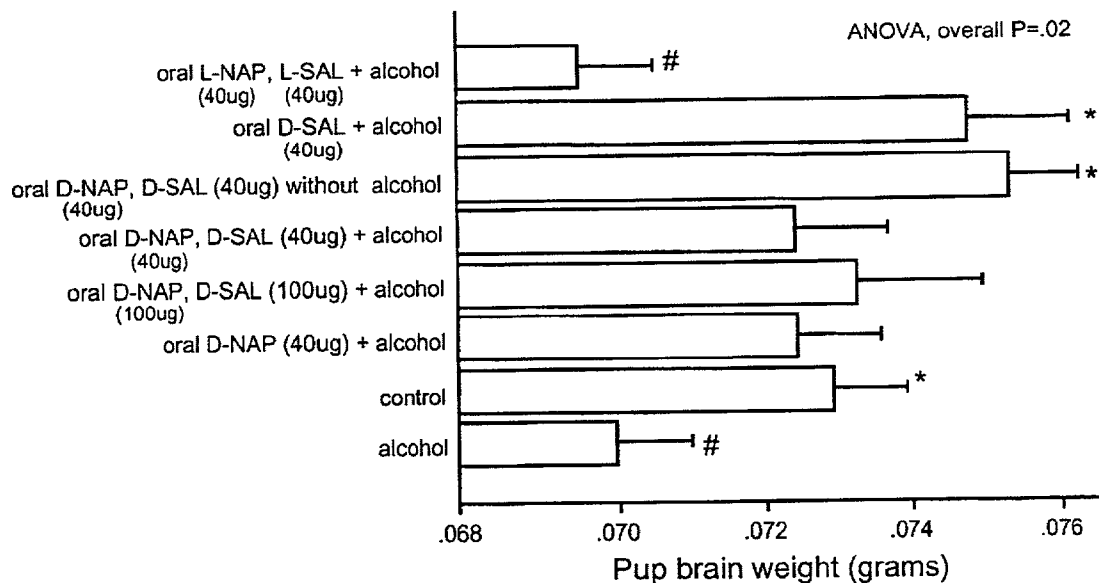 ANOVA, overall P=.02
oral L-NAP, L-SAL + alcohol
(40ug) (40ug)
#
oral D-SAL + alcohol
(40ug)
*
oral D-NAP, D-SAL (40ug) without alcohol
(40ug)
*
oral D-NAP, D-SAL (40ug) + alcohol
(40ug)
oral D-NAP, D-SAL (100ug) + alcohol
(100ug)
oral D-NAP (40ug) + alcohol
control
*
alcohol
#
.068 .070 .072 .074 .076
Pup brain weight (grams)